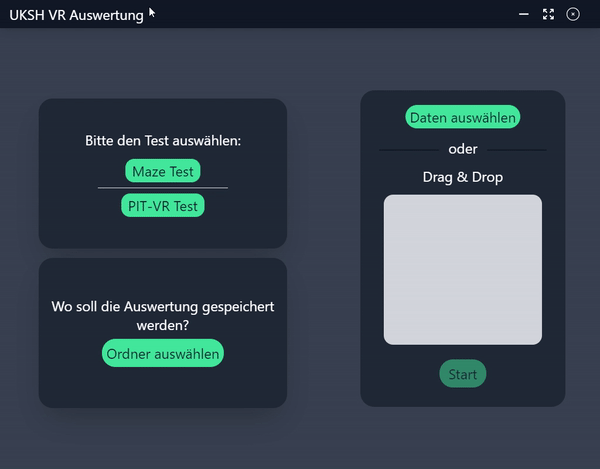 UKSH VR Auswertung
Bitte den Test auswählen:
Maze Test
PIT-VR Test
Wo soll die Auswertung gespeichert
werden?
Ordner auswählen
Daten auswählen
oder
Drag & Drop
Start